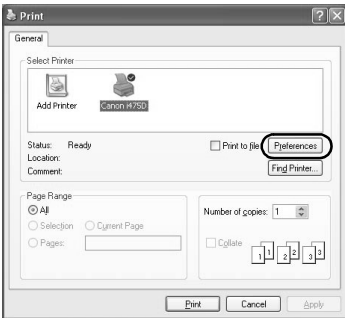 Print
General
Select Printer
Add Printer
Canon i475D
Status: Ready
Location:
Comment:
Print to file
Preferences
Find Printer...
Page Range
All
Selection
Current Page
Pages:
Number of copies: 1
Collate
1 1 2 2 3 3
Print
Cancel
Apply